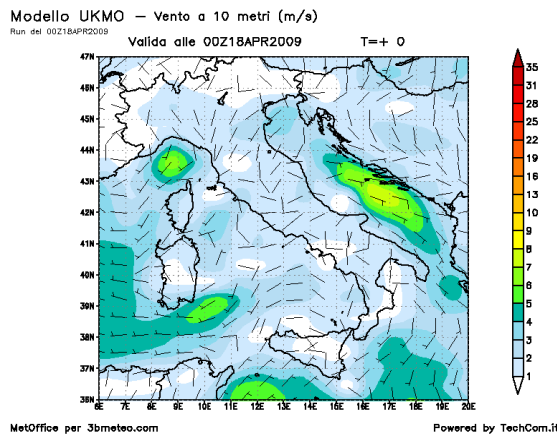 Modello UKMO – Vento a 10 metri (m/s)
Run del 00Z18APR2009
Valida alle 00Z18APR2009 T=+ 0
47N
46N
45N
44N
43N
42N
41N
40N
39N
38N
37N
36N
6E 7E 8E 9E 10E 11E 12E 13E 14E 15E 16E 17E 18E 19E 20E
35
31
28
25
22
19
16
13
10
9
8
7
6
5
4
3
2
1
MetOffice per 3bmeteo.com
Powered by TechCom.it